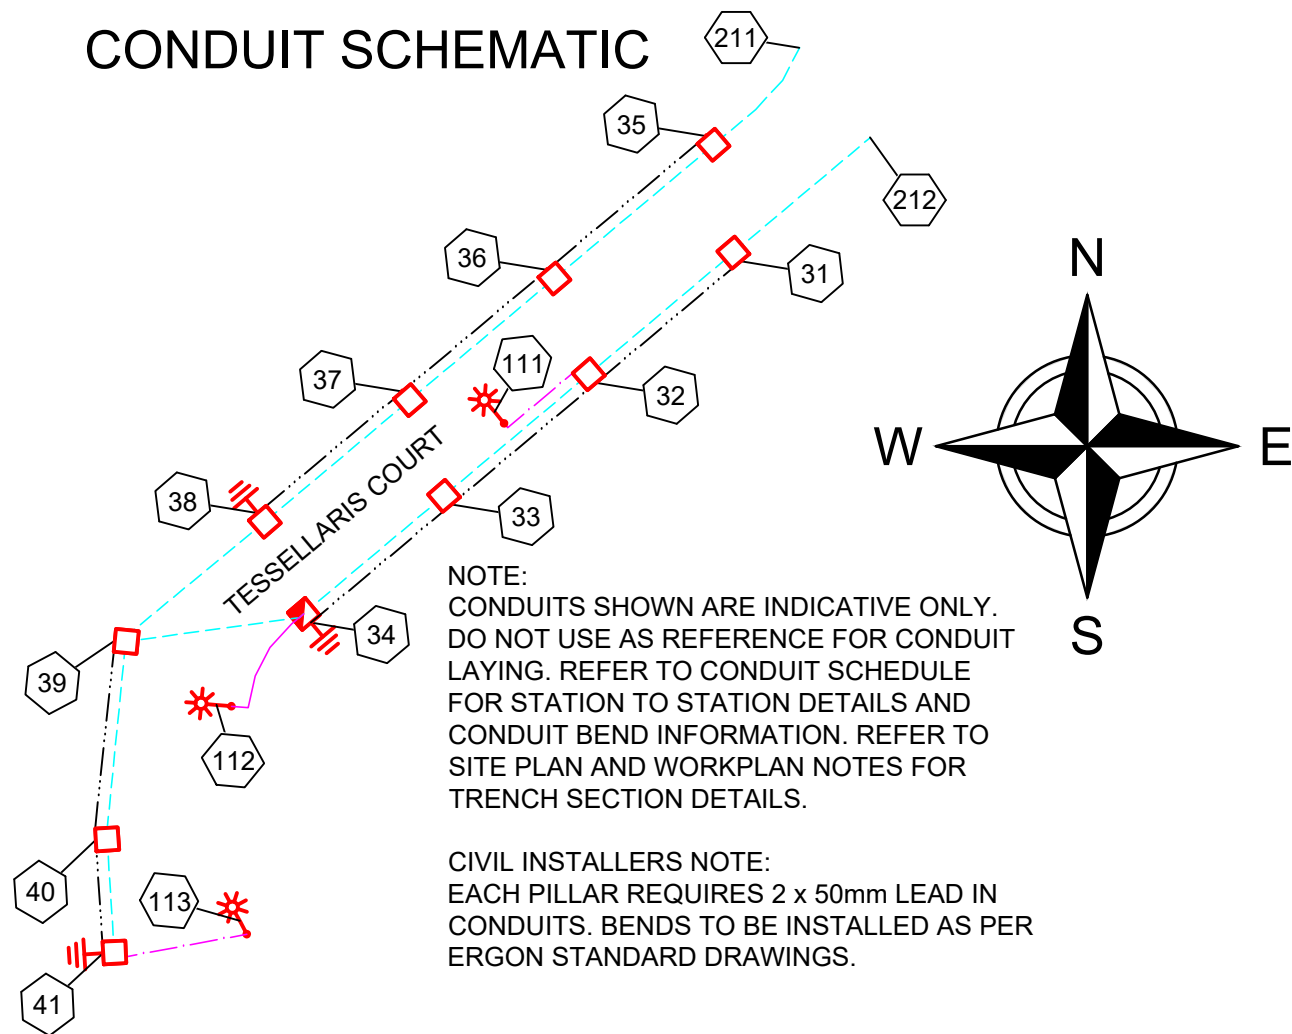 CONDUIT SCHEMATIC
211
35
212
36
31
N
37
111
32
W
E
38
TESSELLARIS COURT
33
S
34
39
112
NOTE:
CONDUITS SHOWN ARE INDICATIVE ONLY.
DO NOT USE AS REFERENCE FOR CONDUIT
LAYING. REFER TO CONDUIT SCHEDULE
FOR STATION TO STATION DETAILS AND
CONDUIT BEND INFORMATION. REFER TO
SITE PLAN AND WORKPLAN NOTES FOR
TRENCH SECTION DETAILS.
40
113
41
CIVIL INSTALLERS NOTE:
EACH PILLAR REQUIRES 2 x 50mm LEAD IN
CONDUITS. BENDS TO BE INSTALLED AS PER
ERGON STANDARD DRAWINGS.